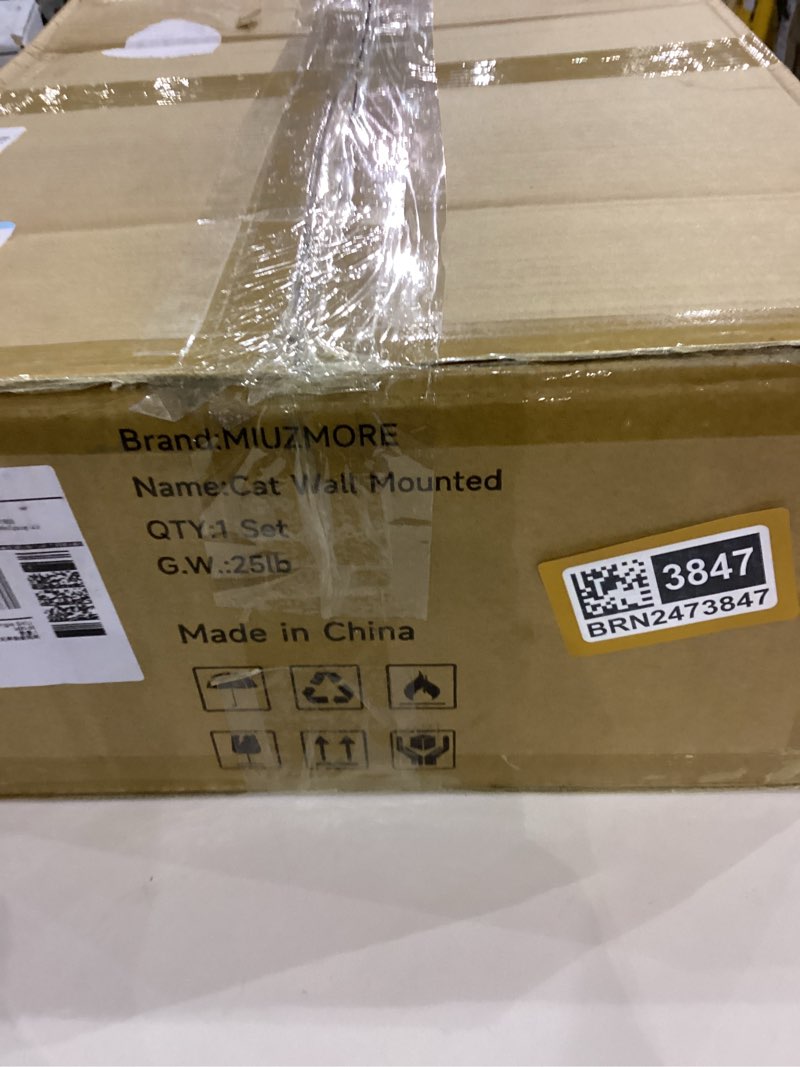 Brand:MIUZMORE
Name:Cat Wall Mounted
QTY:1 Set
G.W.:25lb
Made in China
3847
BRN2473847